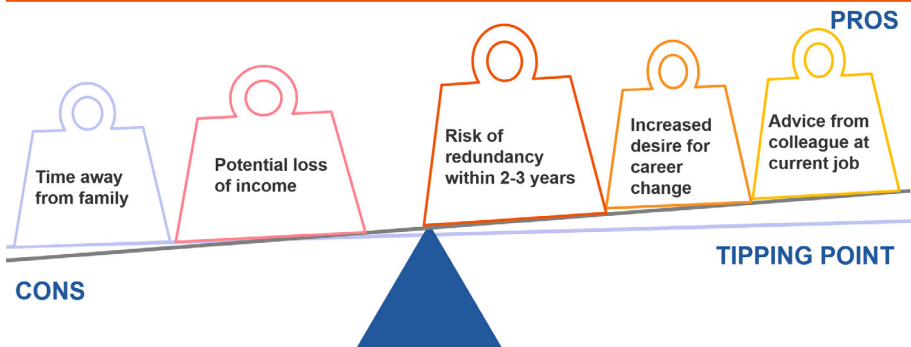 PROS
Time away
from family
Potential loss
of income
Risk of
redundancy
within 2-3 years
Increased
desire for
career
change
Advice from
colleague at
current job
TIPPING POINT
CONS